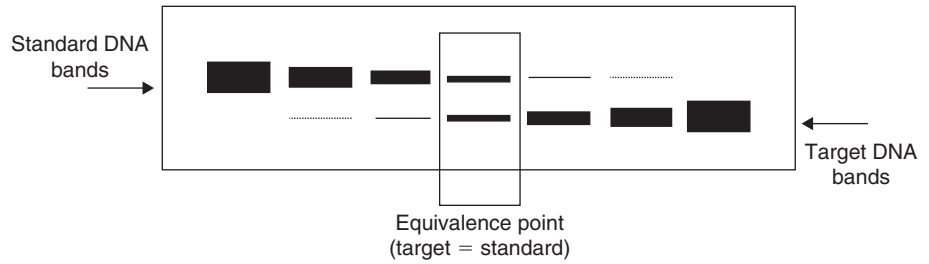 Standard DNA
bands
Target DNA
bands
Equivalence point
(target = standard)